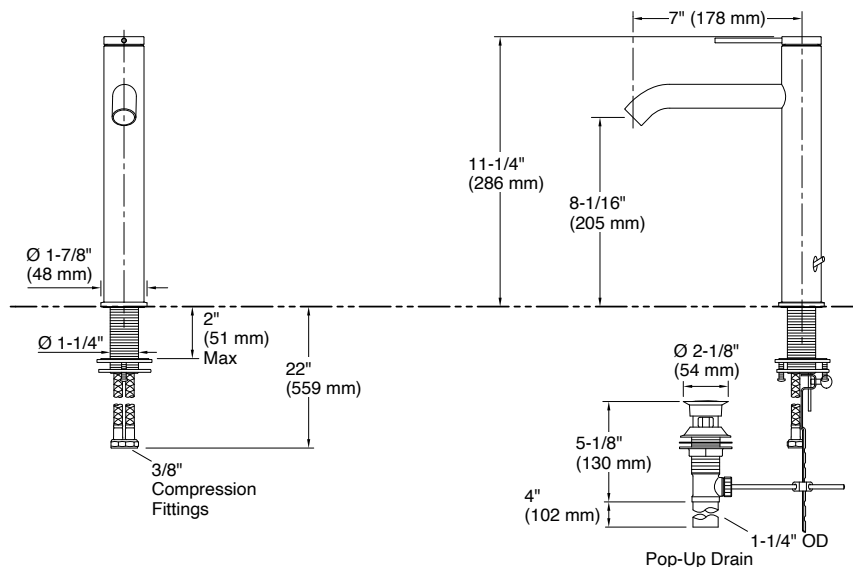 7" (178 mm)
11-1/4"
(286 mm)
8-1/16"
(205 mm)
Ø 1-7/8"
(48 mm)
2"
(51 mm)
Max
Ø 1-1/4"
22"
(559 mm)
Ø 2-1/8"
(54 mm)
5-1/8"
(130 mm)
3/8"
Compression
Fittings
4"
(102 mm)
1-1/4" OD
Pop-Up Drain